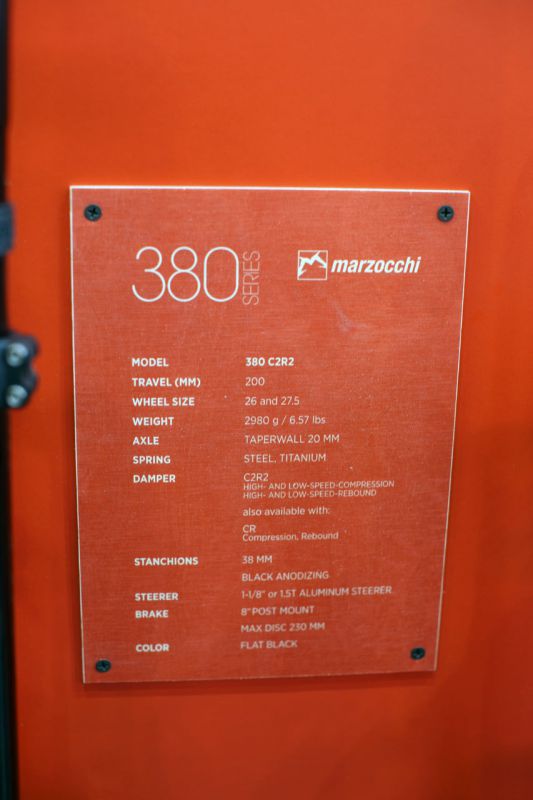 380 SERIES
marzocchi
MODEL 380 C2R2
TRAVEL (MM) 200
WHEEL SIZE 26 and 27.5
WEIGHT 2980 g / 6.57 lbs
AXLE TAPERWALL 20 MM
SPRING STEEL, TITANIUM
DAMPER C2R2
HIGH- AND LOW-SPEED-COMPRESSION
HIGH- AND LOW-SPEED-REBOUND
also available with:
CR
Compression, Rebound
STANCHIONS 38 MM
BLACK ANODIZING
STEERER 1-1/8" or 1.5T ALUMINUM STEERER
BRAKE 8" POST MOUNT
MAX DISC 230 MM
COLOR FLAT BLACK